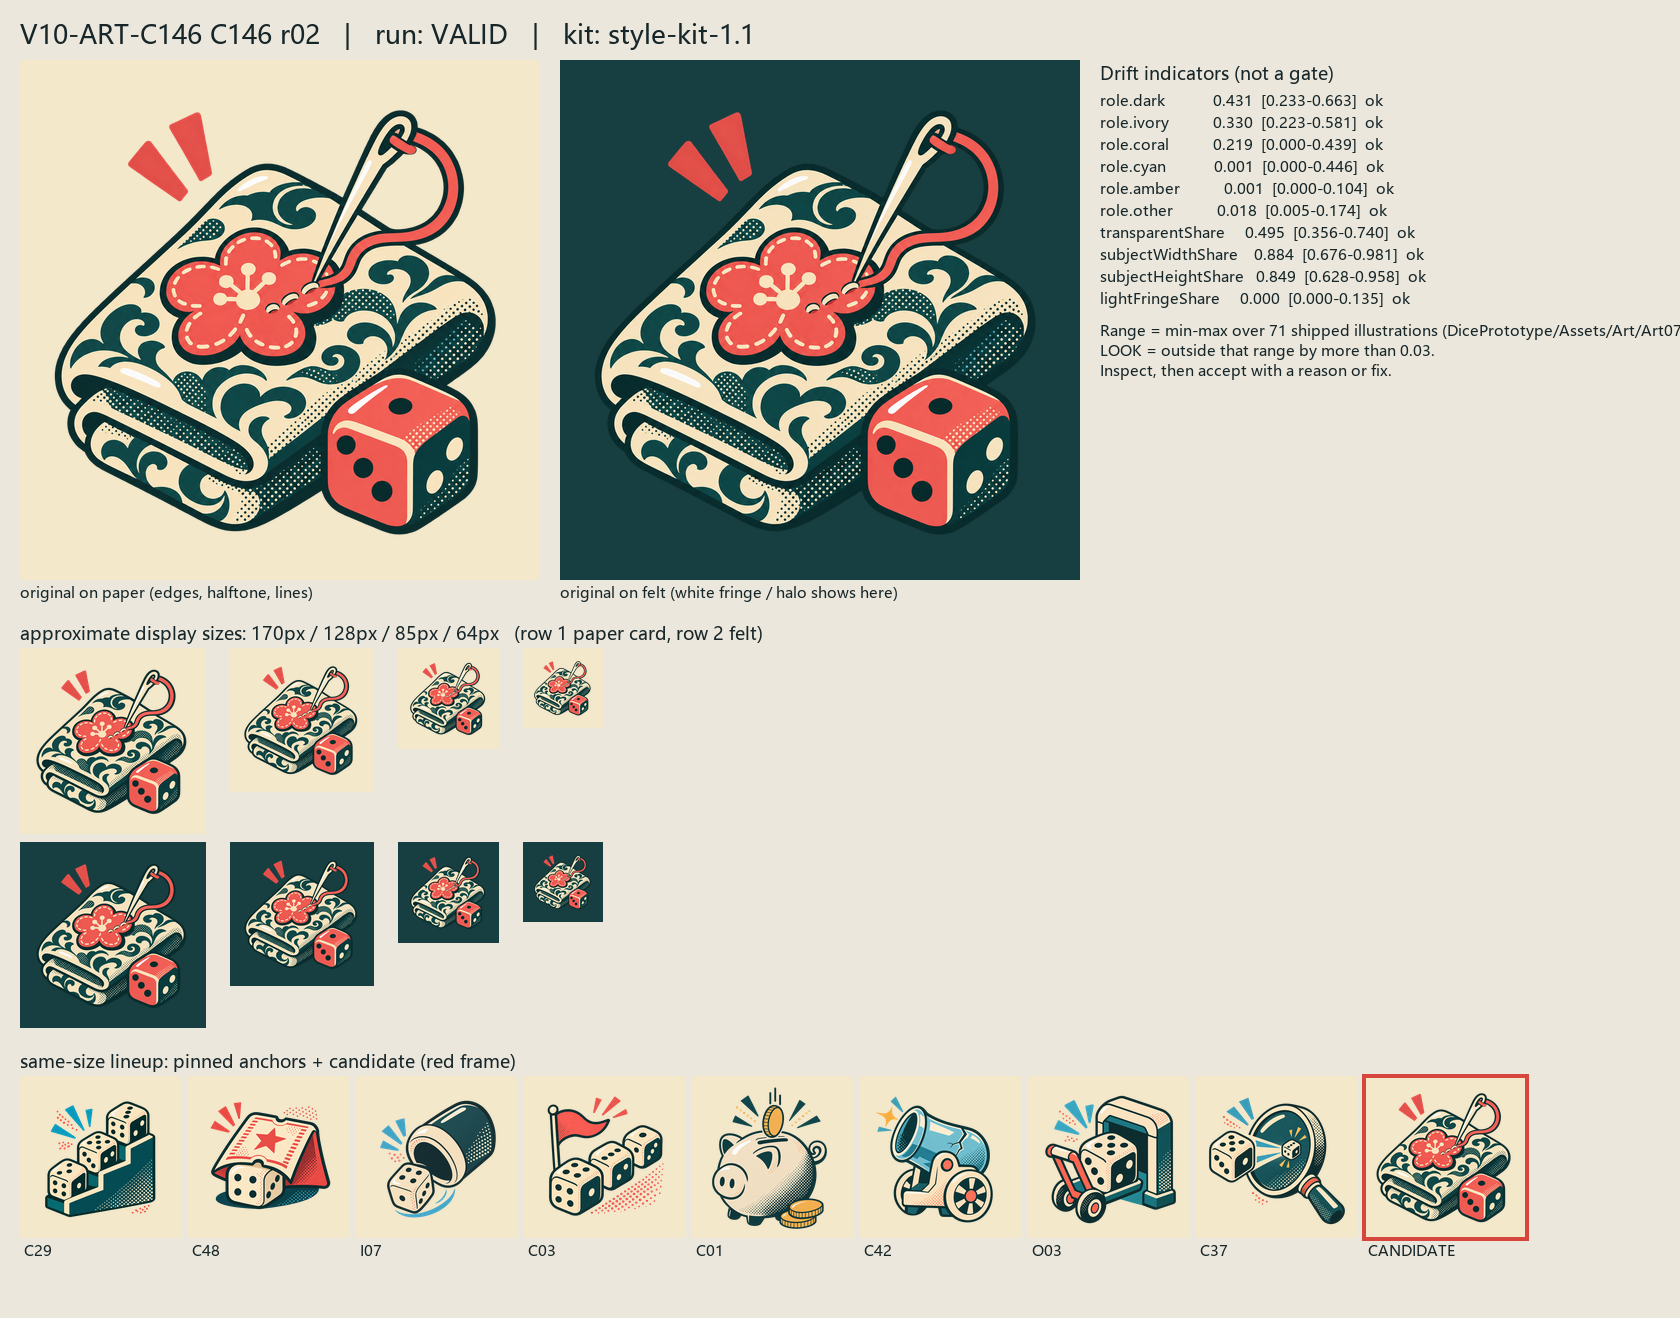 V10-ART-C146 C146 r02 | run: VALID | kit: style-kit-1.1
Drift indicators (not a gate)
role.dark 0.431 [0.233-0.663] ok
role.ivory 0.330 [0.223-0.581] ok
role.coral 0.219 [0.000-0.439] ok
role.cyan 0.001 [0.000-0.446] ok
role.amber 0.001 [0.000-0.104] ok
role.other 0.018 [0.005-0.174] ok
transparentShare 0.495 [0.356-0.740] ok
subjectWidthShare 0.884 [0.676-0.981] ok
subjectHeightShare 0.849 [0.628-0.958] ok
lightFringeShare 0.000 [0.000-0.135] ok
Range = min-max over 71 shipped illustrations (DicePrototype/Assets/Art/Art07
LOOK = outside that range by more than 0.03.
Inspect, then accept with a reason or fix.
original on paper (edges, halftone, lines)
original on felt (white fringe / halo shows here)
approximate display sizes: 170px / 128px / 85px / 64px (row 1 paper card, row 2 felt)
same-size lineup: pinned anchors + candidate (red frame)
C29
C48
I07
C03
C01
C42
O03
C37
CANDIDATE